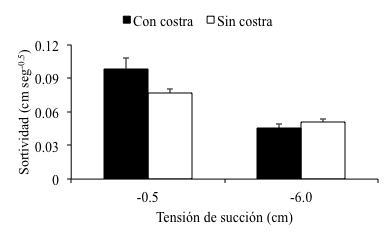 Con costra Sin costra
Sortividad (cm seg-0.5)
0.12
0.09
0.06
0.03
0
-0.5 -6.0
Tensión de succión (cm)